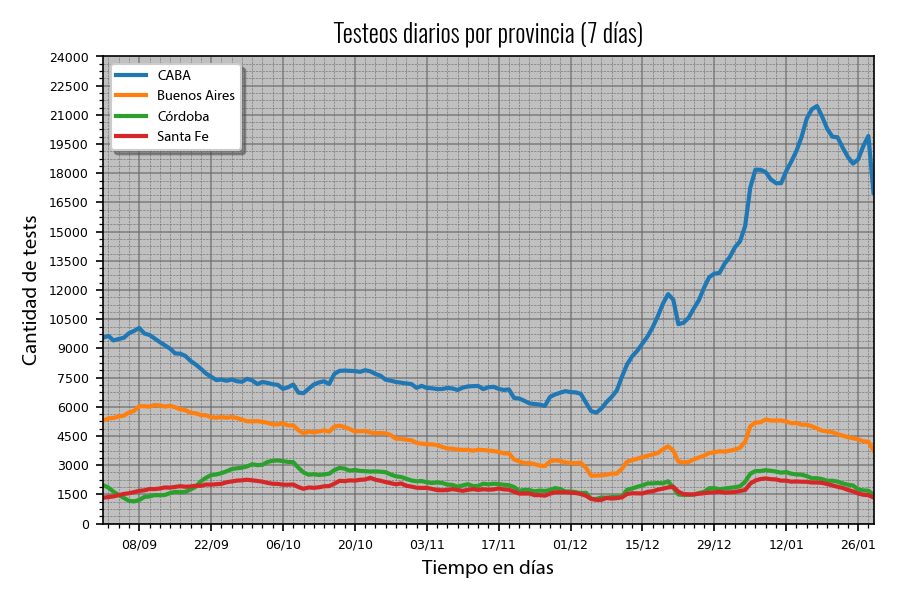 Testeos diarios por provincia (7 días)
CABA
Buenos Aires
Córdoba
Santa Fe
Cantidad de tests
24000
22500
21000
19500
18000
16500
15000
13500
12000
10500
9000
7500
6000
4500
3000
1500
0
08/09 22/09 06/10 20/10 03/11 17/11 01/12 15/12 29/12 12/01 26/01
Tiempo en días